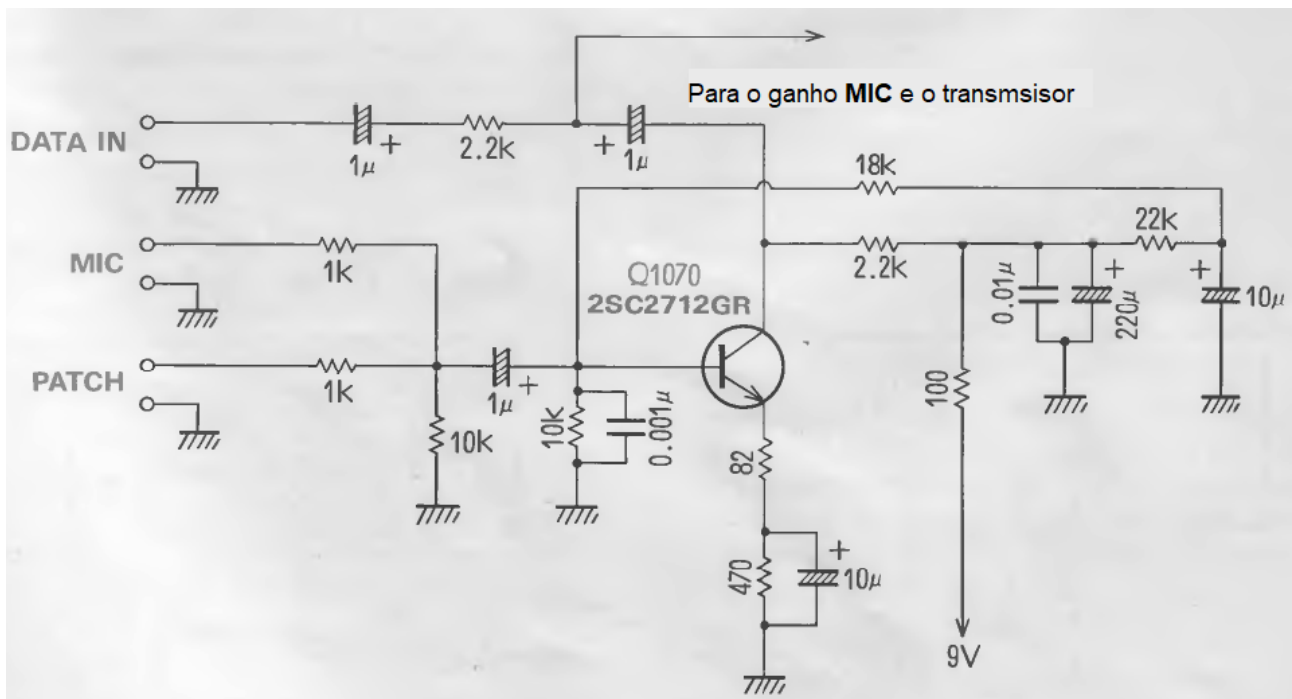 Para o ganho MIC e o transmsisor
DATA IN
1μ
+
2.2k
+
1μ
18k
22k
MIC
1k
Q1070
2SC2712GR
2.2k
0.01μ
+
220μ
+
10μ
PATCH
1k
1μ
+
10k
10k
0.001μ
100
82
470
+
10μ
9V